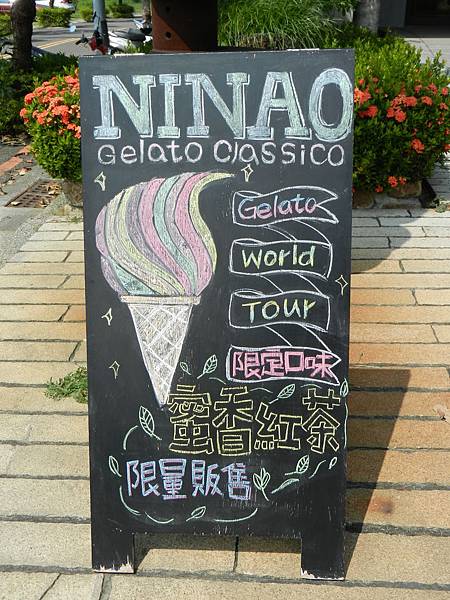 NINAO
Gelato Classico
Gelato
World
Tour
限定口味
蜜香紅茶
限量販售